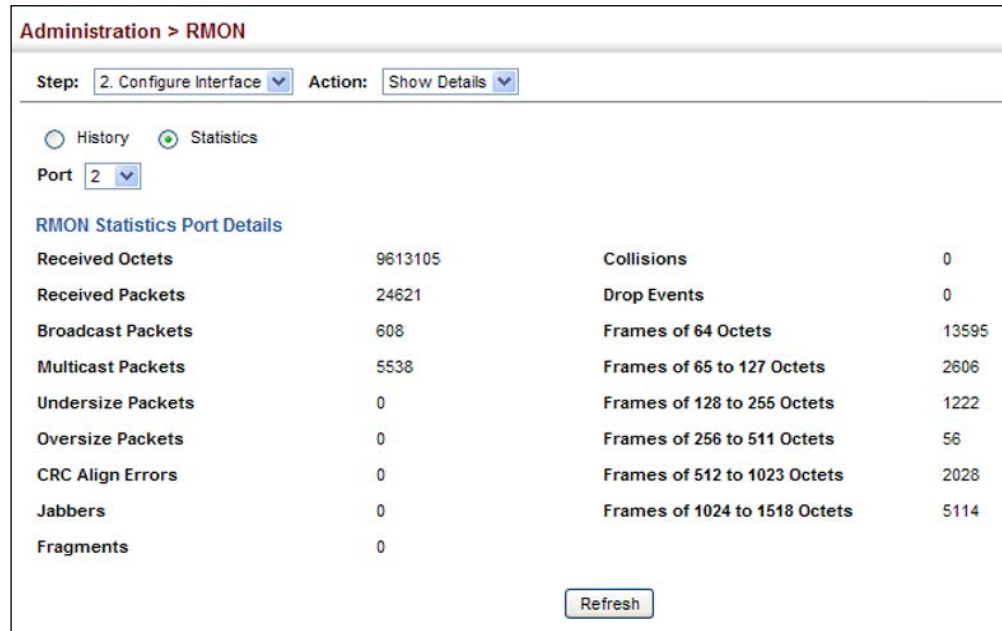 Administration > RMON
Step: 2. Configure Interface Action: Show Details
History Statistics
Port 2
RMON Statistics Port Details
Received Octets 9613105 Collisions 0
Received Packets 24621 Drop Events 0
Broadcast Packets 608 Frames of 64 Octets 13595
Multicast Packets 5538 Frames of 65 to 127 Octets 2606
Undersize Packets 0 Frames of 128 to 255 Octets 1222
Oversize Packets 0 Frames of 256 to 511 Octets 56
CRC Align Errors 0 Frames of 512 to 1023 Octets 2028
Jabbers 0 Frames of 1024 to 1518 Octets 5114
Fragments 0
Refresh